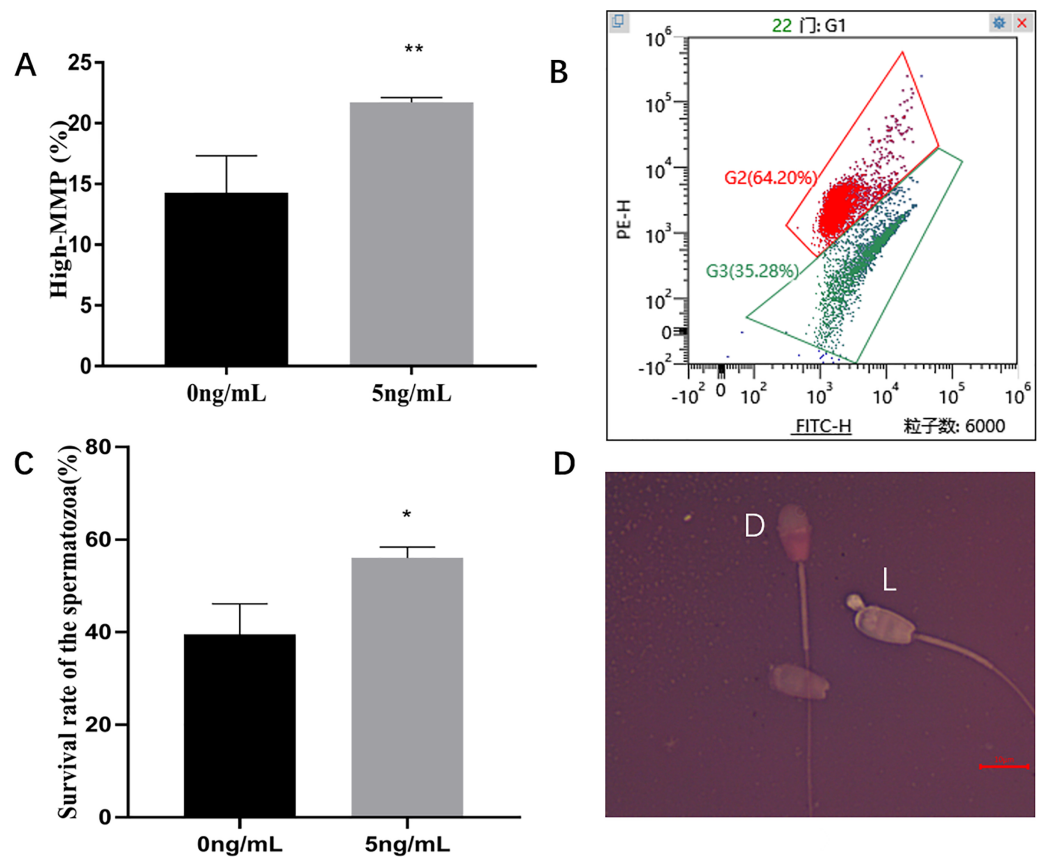 A
High-MMP (%)
25
20
15
10
5
0
**
0ng/mL
5ng/mL
B
22 门: G1
PE-H
10^6
10^5
10^4
10^3
10^2
0
-10^2
G2(64.20%)
G3(35.28%)
-10^2 0 10^2 10^3 10^4 10^5 10^6
FITC-H
粒子数: 6000
C
Survival rate of the spermatozoa(%)
80
60
40
20
0
*
0ng/mL
5ng/mL
D
D
L